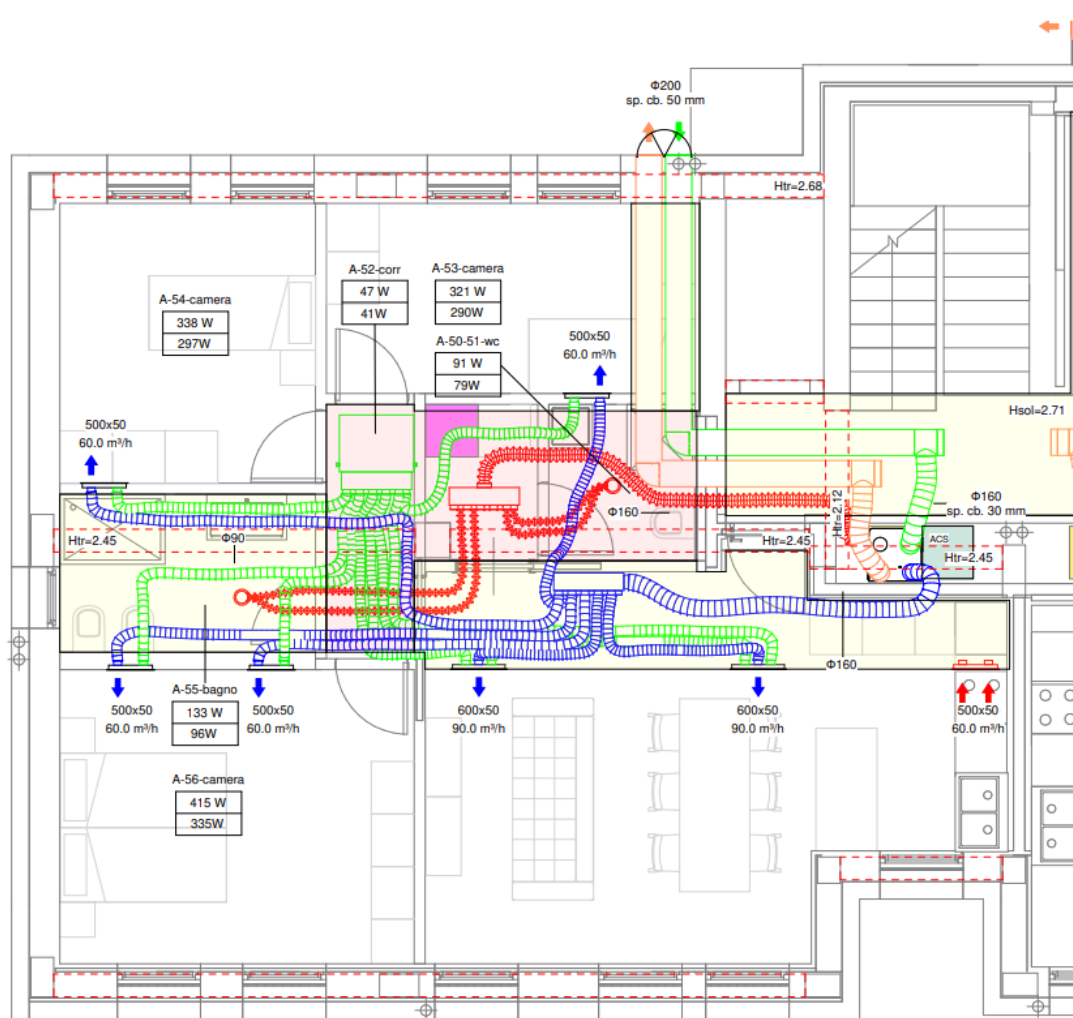 Φ200
sp. cb. 50 mm
Htr=2.68
A-52-corr
47 W
41W
A-53-camera
321 W
290W
A-54-camera
338 W
297W
A-50-51-wc
91 W
79W
500x50
60.0 m³/h
500x50
60.0 m³/h
Hsol=2.71
Htr=2.12
Φ160
sp. cb. 30 mm
Φ160
Φ90
Htr=2.45
Htr=2.45
ACS
Htr=2.45
Φ160
A-55-bagno
133 W
96W
500x50
60.0 m³/h
500x50
60.0 m³/h
600x50
90.0 m³/h
600x50
90.0 m³/h
500x50
60.0 m³/h
A-56-camera
415 W
335W